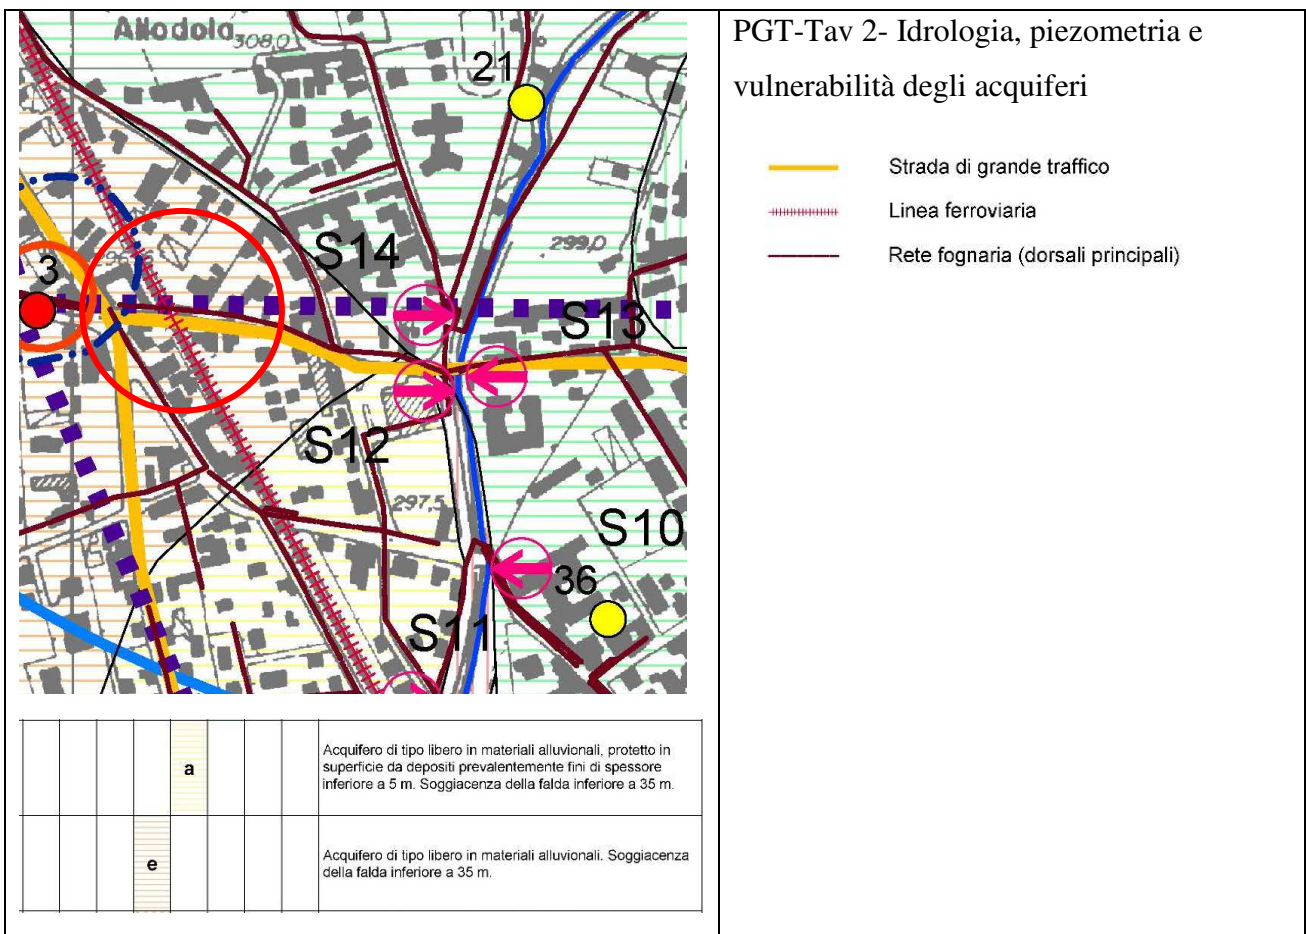 Allodola
308,0
21
S14
299,0
3
S13
S12
297,5
S10
36
S11
a
Acquifero di tipo libero in materiali alluvionali, protetto in
superficie da depositi prevalentemente fini di spessore
inferiore a 5 m. Soggiacenza della falda inferiore a 35 m.
e
Acquifero di tipo libero in materiali alluvionali. Soggiacenza
della falda inferiore a 35 m.
PGT-Tav 2- Idrologia, piezometria e
vulnerabilità degli acquiferi
Strada di grande traffico
Linea ferroviaria
Rete fognaria (dorsali principali)